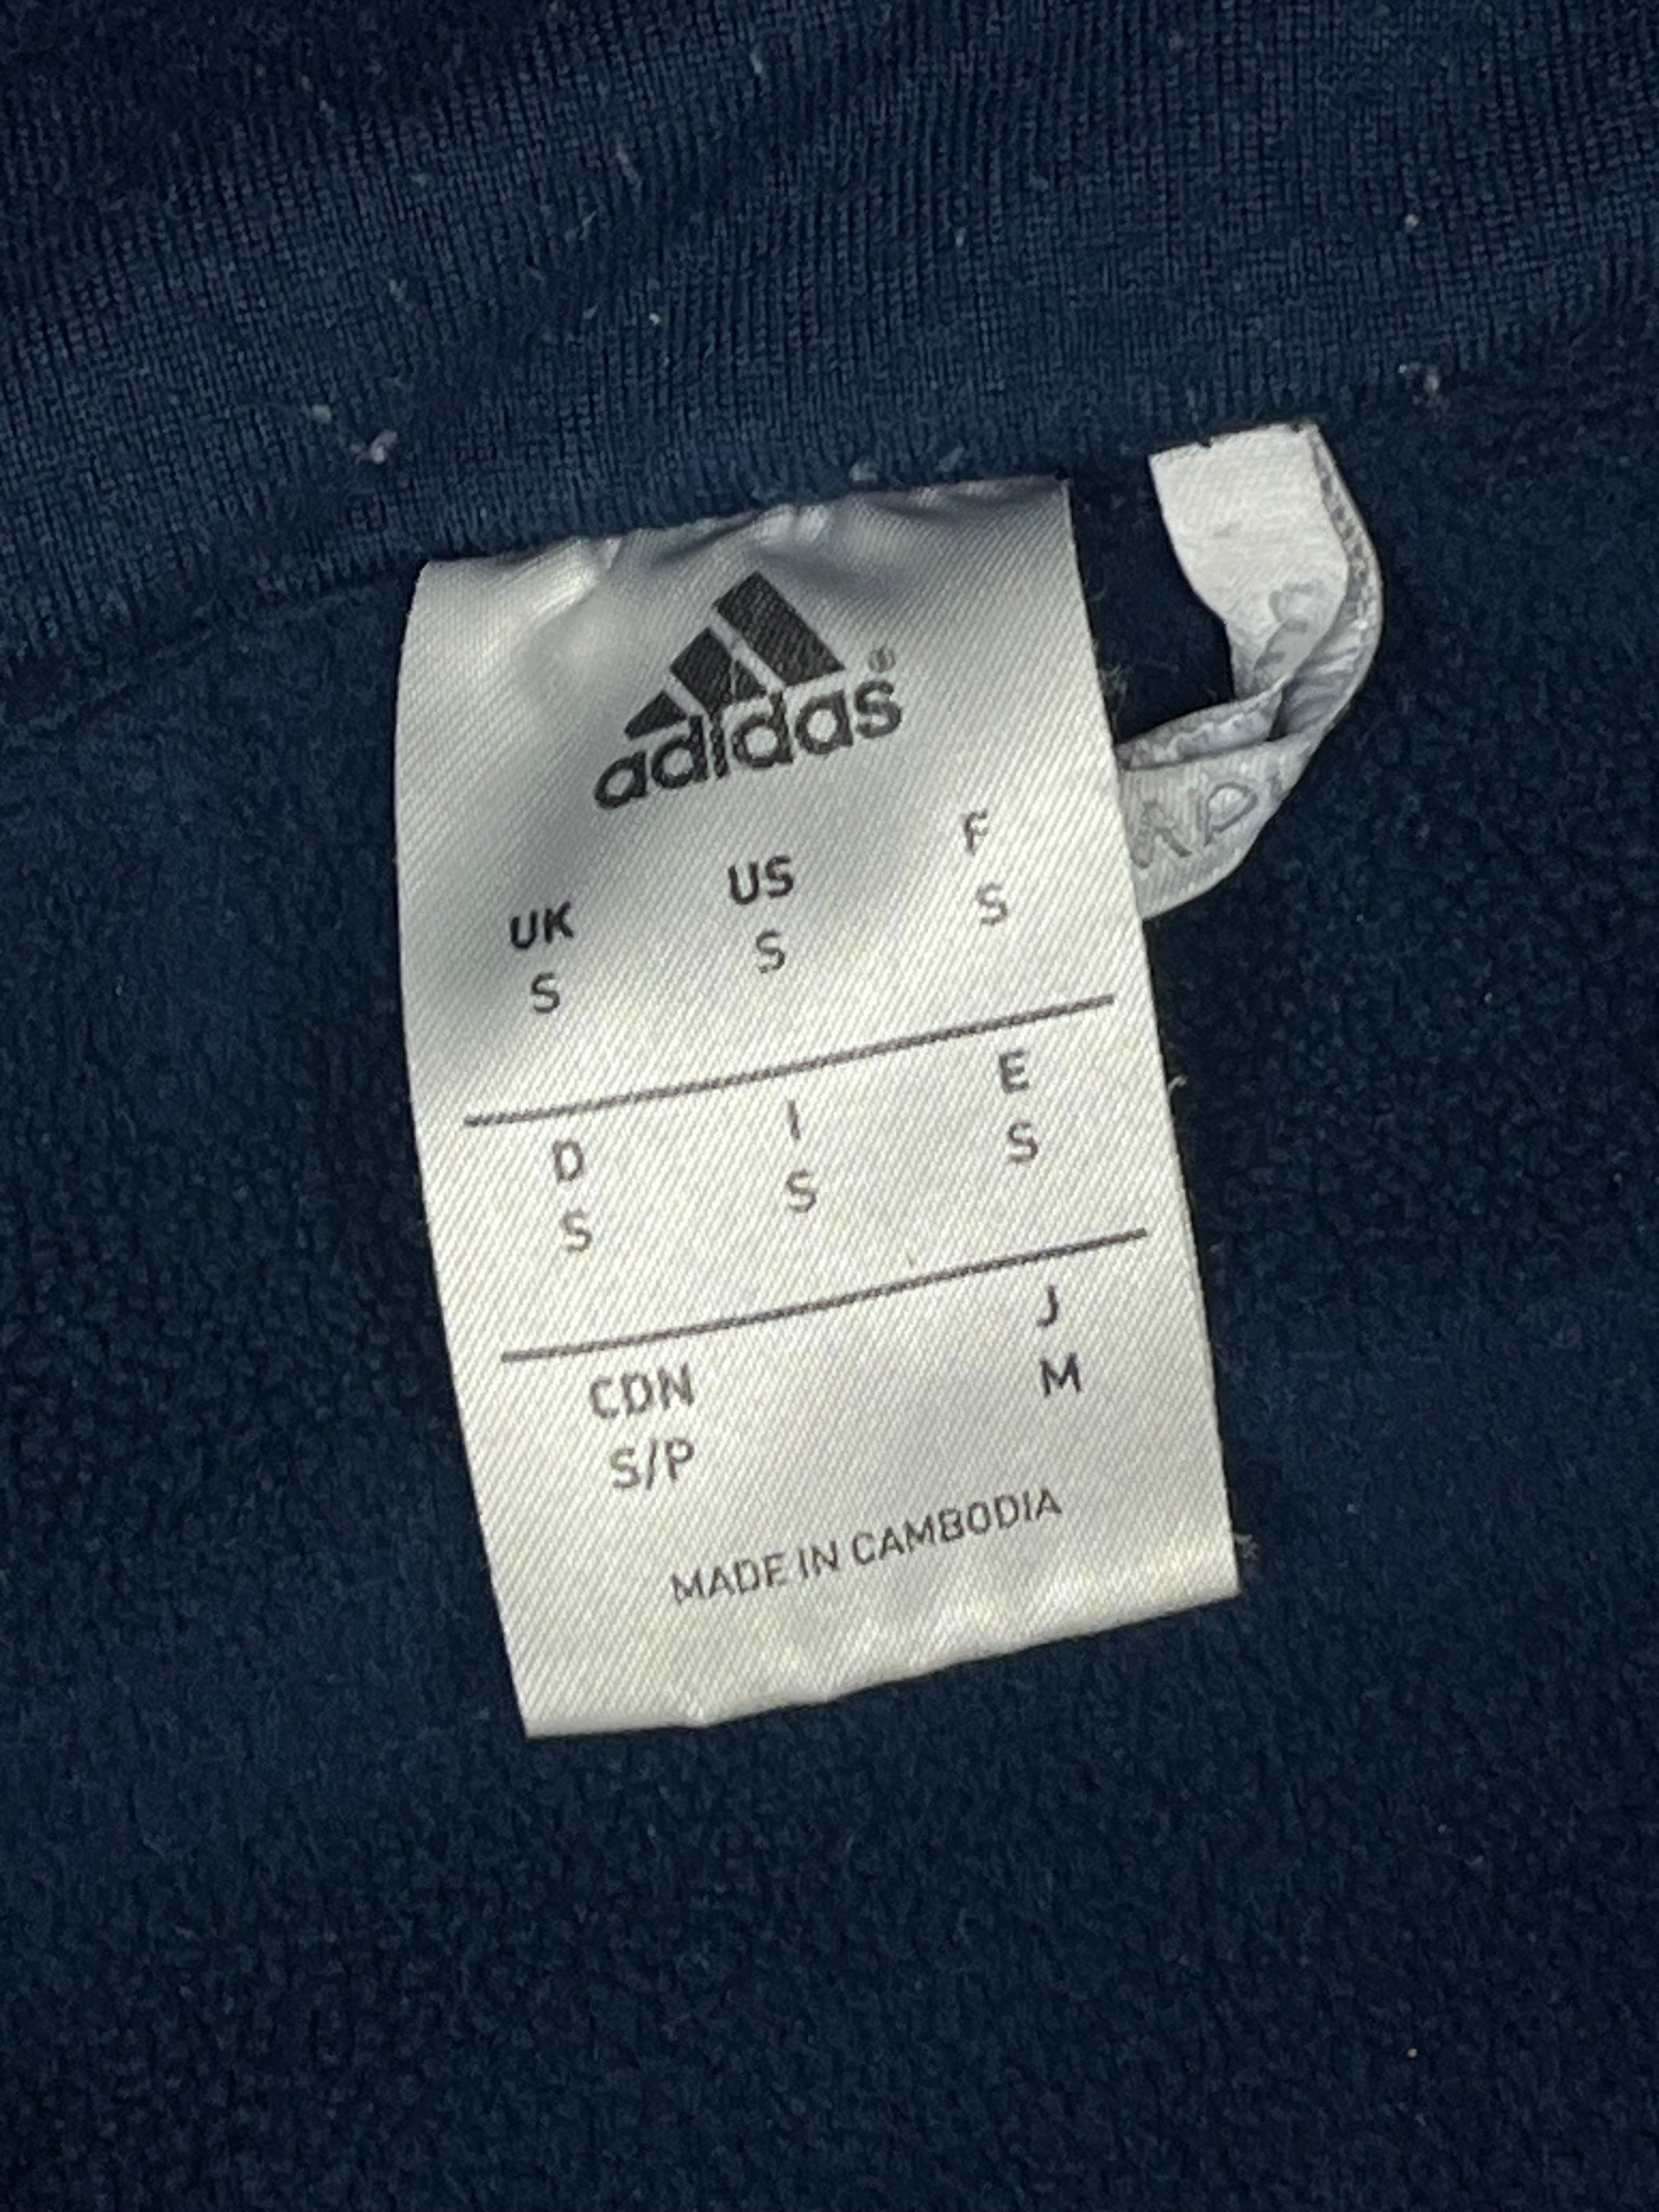 adidas®
UK US F
S S S
D I E
S S S
CDN J
S/P M
MADE IN CAMBODIA